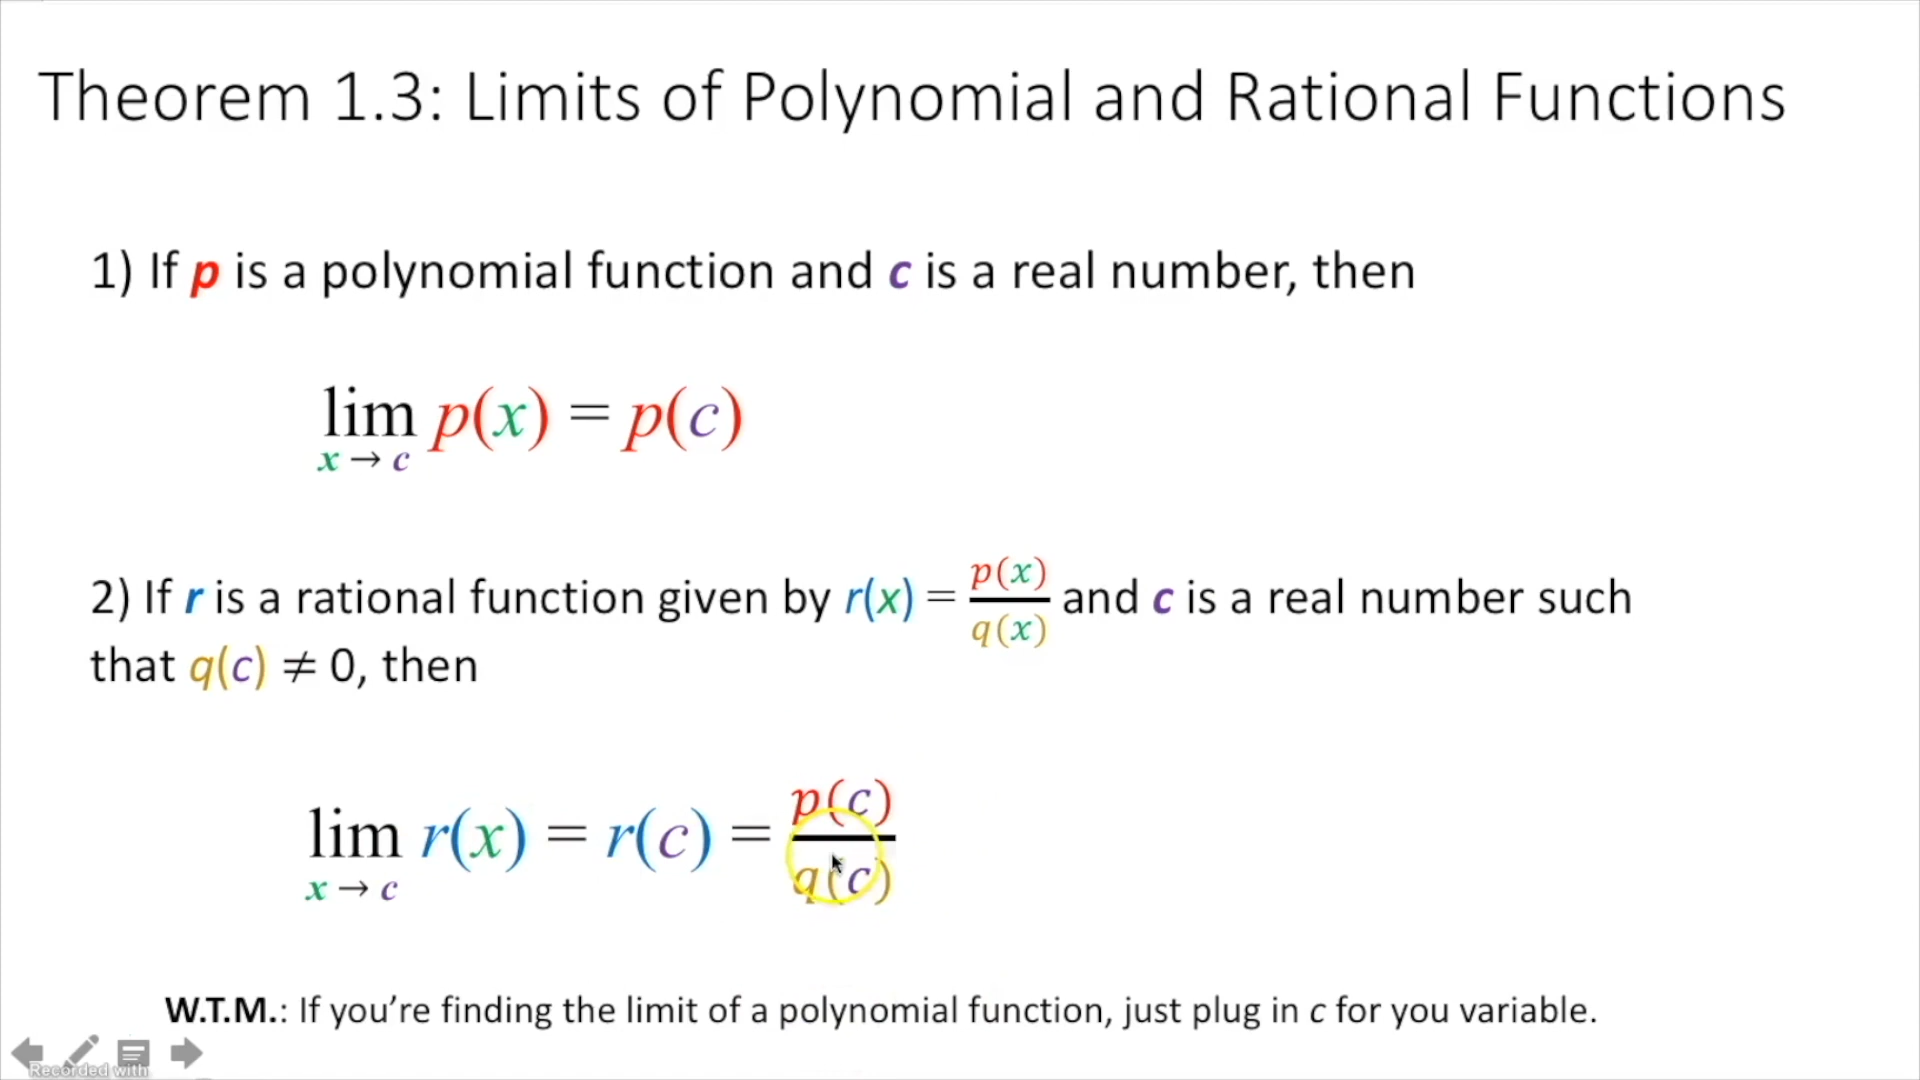 Theorem 1.3: Limits of Polynomial and Rational Functions
1) If p is a polynomial function and c is a real number, then
lim p(x) = p(c)
x → c
2) If r is a rational function given by r(x) = p(x)/q(x) and c is a real number such
that q(c) ≠ 0, then
lim r(x) = r(c) = p(c)/q(c)
x → c
W.T.M.: If you’re finding the limit of a polynomial function, just plug in c for you variable.
Recorded with